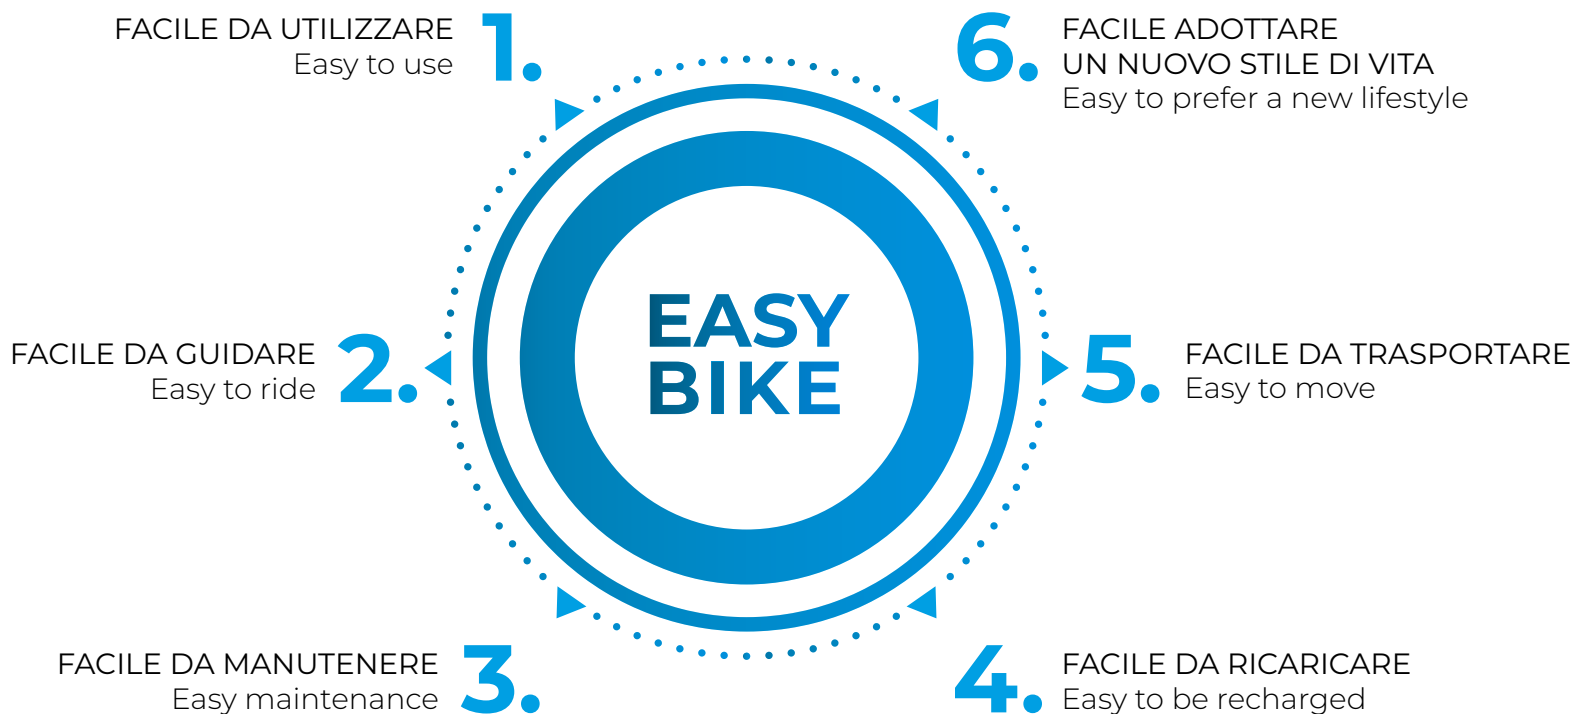 FACILE DA UTILIZZARE
Easy to use
1.
2.
FACILE DA GUIDARE
Easy to ride
3.
FACILE DA MANUTENERE
Easy maintenance
EASY
BIKE
4.
FACILE DA RICARICARE
Easy to be recharged
5.
FACILE DA TRASPORTARE
Easy to move
6.
FACILE ADOTTARE
UN NUOVO STILE DI VITA
Easy to prefer a new lifestyle